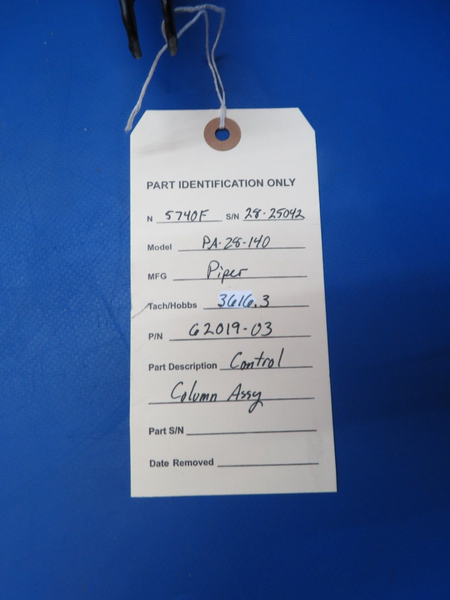 PART IDENTIFICATION ONLY
N 5740F S/N 28-25042
Model PA-28-140
MFG Piper
Tach/Hobbs 3616.3
P/N 62019-03
Part Description Control
Column Assy
Part S/N
Date Removed